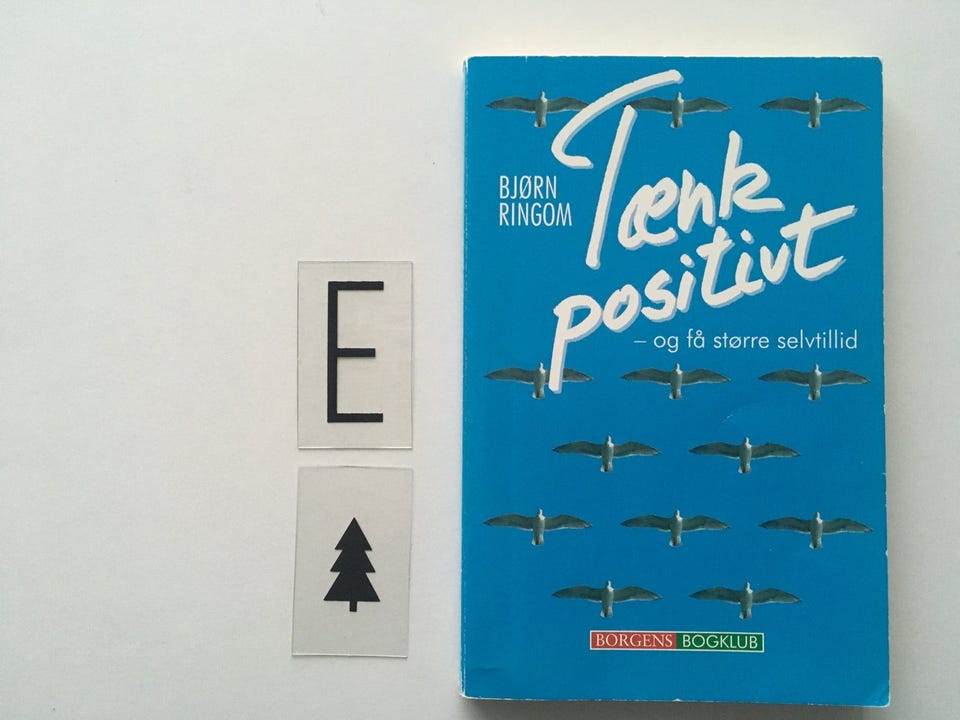 E
BJØRN
RINGOM
Tænk
positivt
– og få større selvtillid
BORGENS BOGKLUB